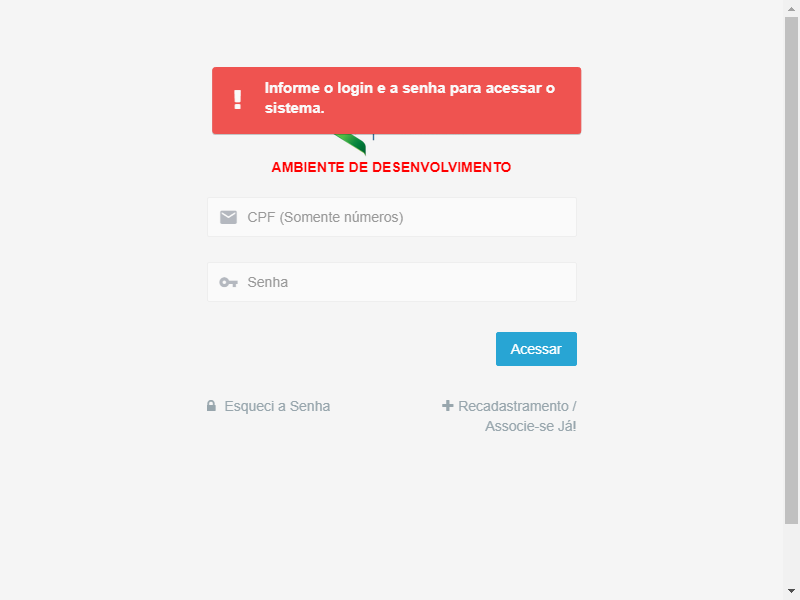 Informe o login e a senha para acessar o
sistema.
AMBIENTE DE DESENVOLVIMENTO
CPF (Somente números)
Senha
Acessar
Esqueci a Senha
Recadastramento /
Associe-se Já!